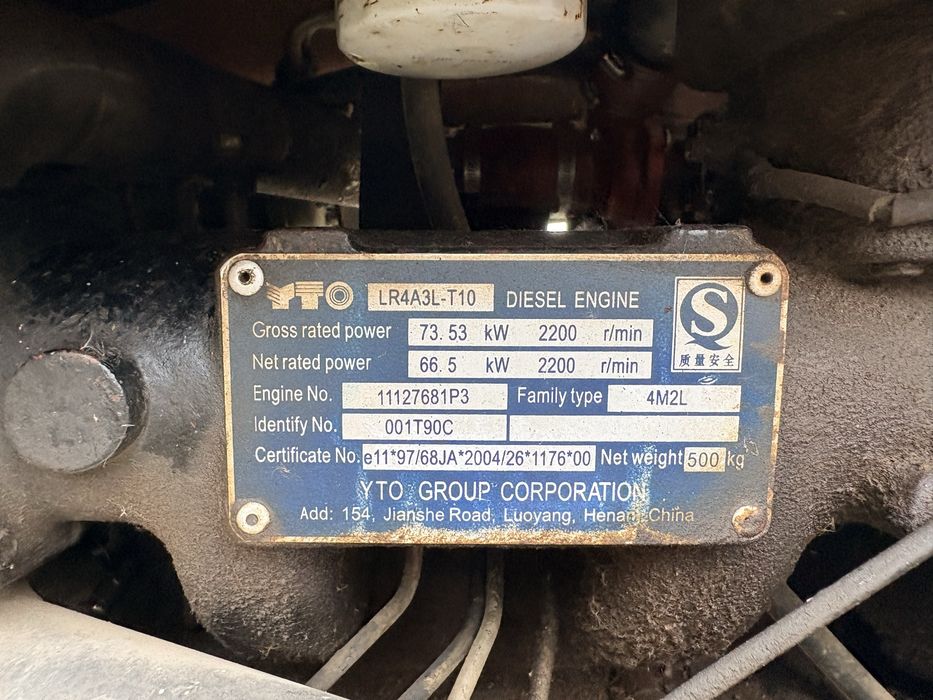 YTO LR4A3L-T10 DIESEL ENGINE
Gross rated power 73.53 kW 2200 r/min
Net rated power 66.5 kW 2200 r/min
质量安全
Engine No. 11127681P3 Family type 4M2L
Identify No. 001T90C
Certificate No. e11*97/68JA*2004/26*1176*00 Net weight 500 kg
YTO GROUP CORPORATION
Add: 154, Jianshe Road, Luoyang, Henan, China